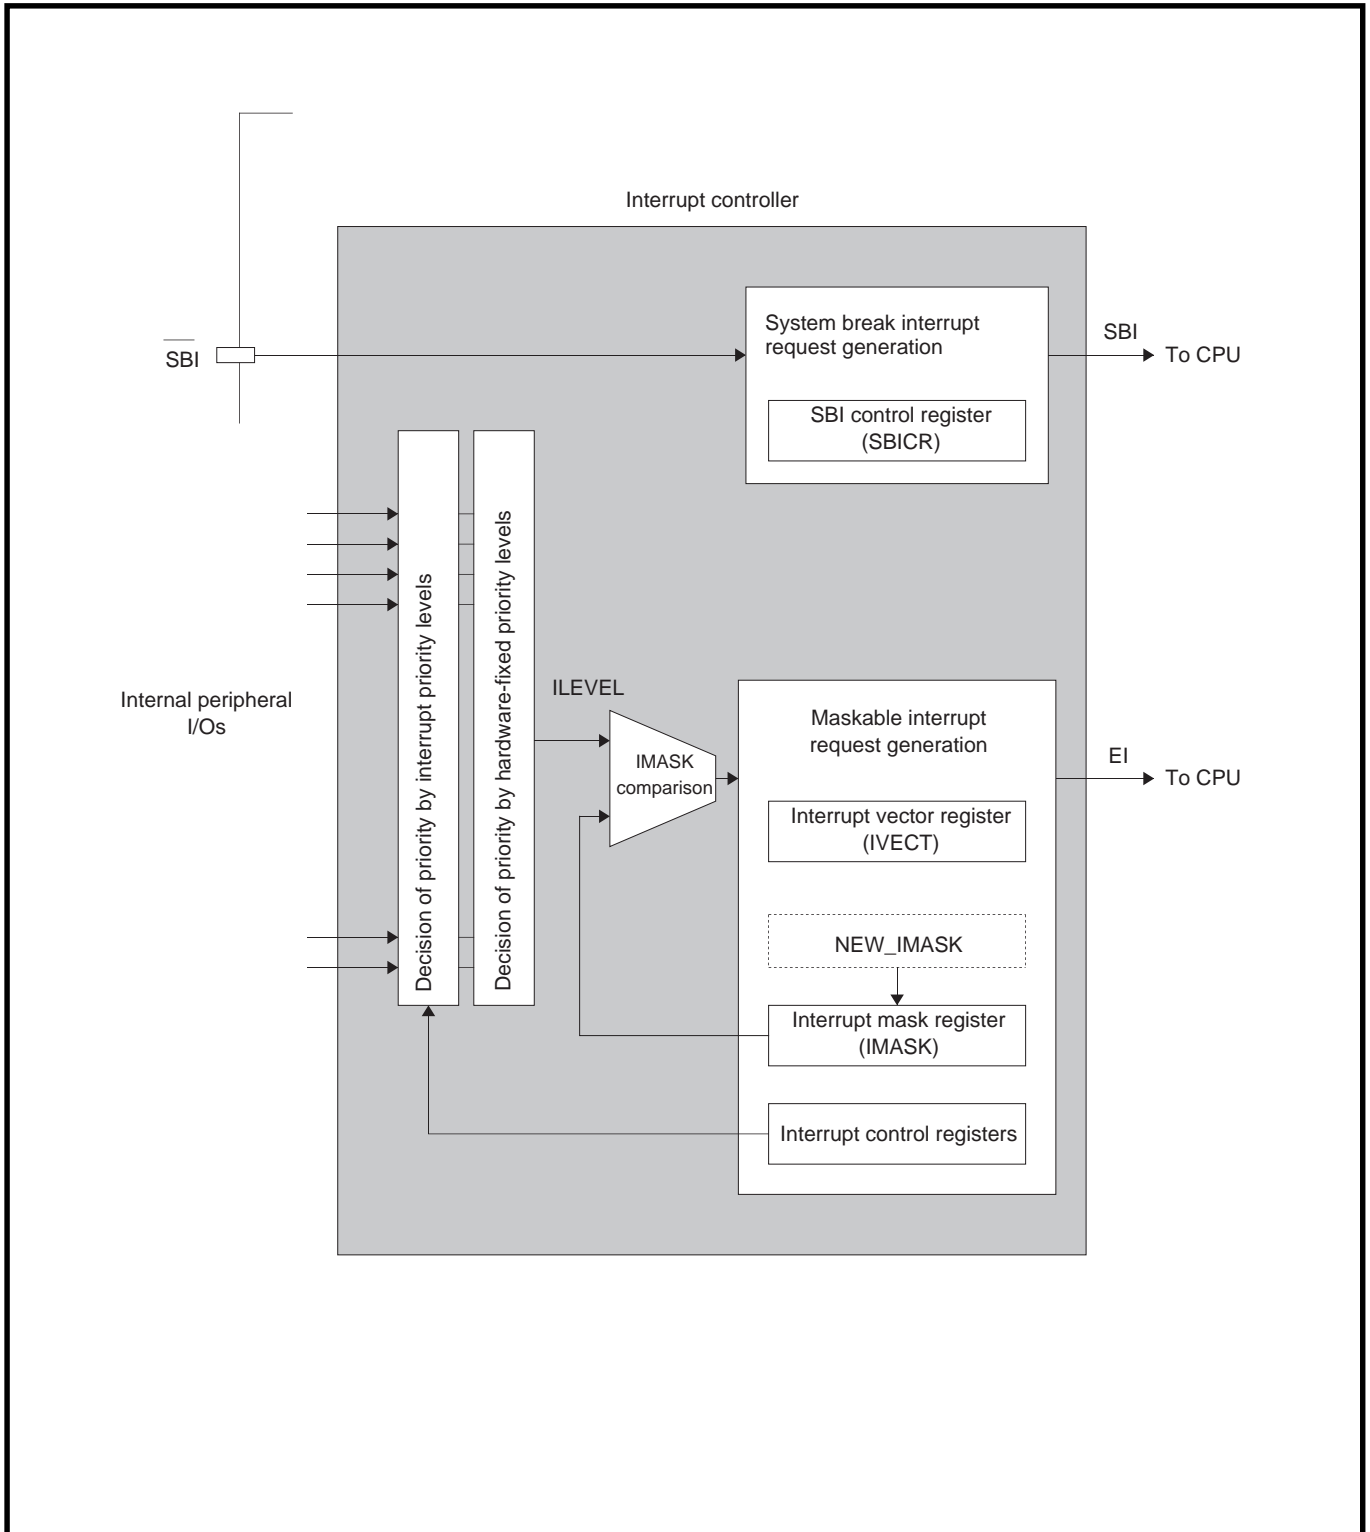 Interrupt controller
System break interrupt
request generation
SBI
SBI
To CPU
SBI control register
(SBICR)
Decision of priority by interrupt priority levels
Decision of priority by hardware-fixed priority levels
Internal peripheral
I/Os
ILEVEL
IMASK
comparison
Maskable interrupt
request generation
EI
To CPU
Interrupt vector register
(IVECT)
NEW_IMASK
Interrupt mask register
(IMASK)
Interrupt control registers